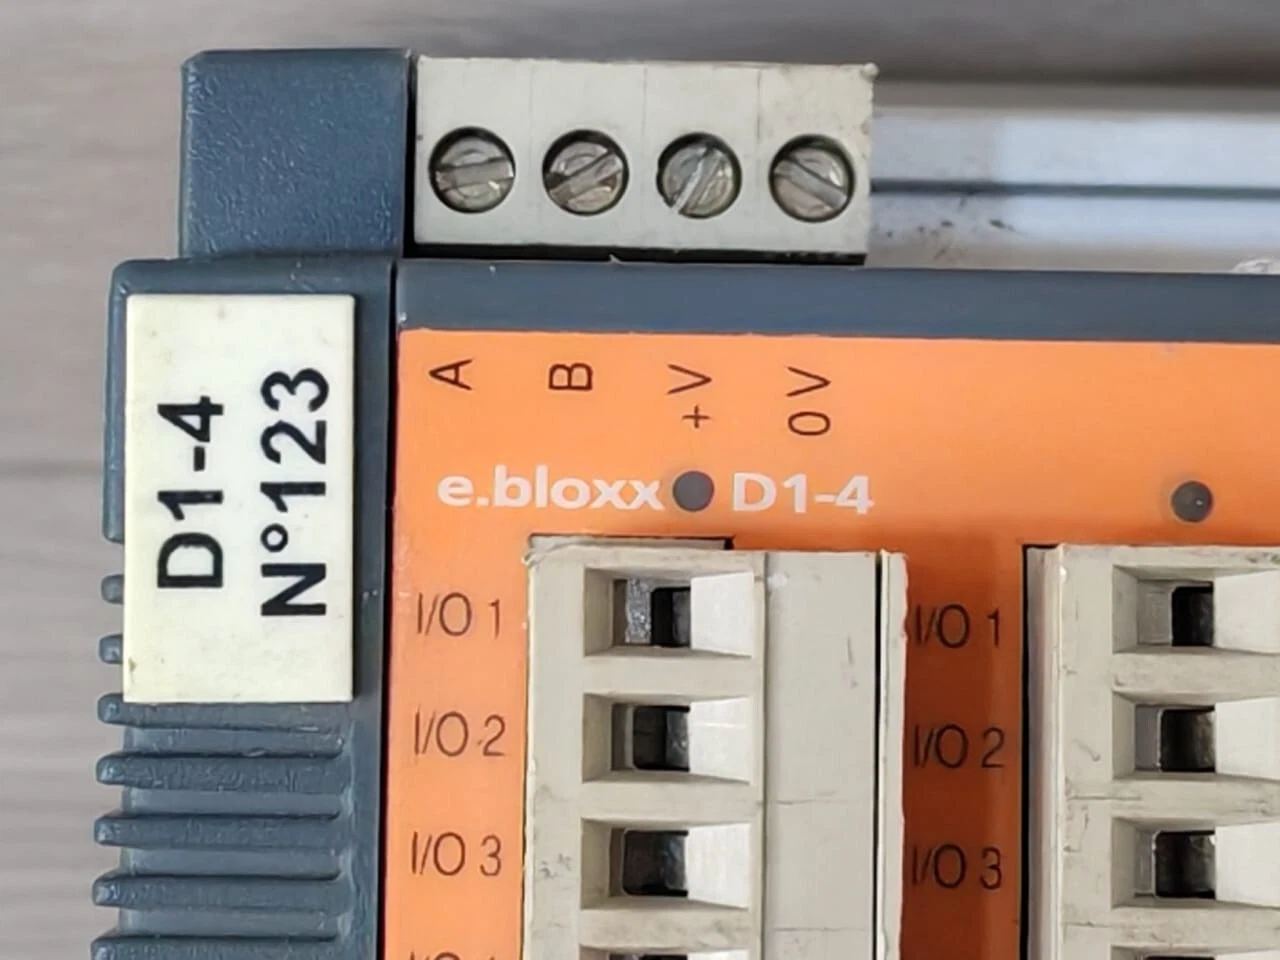 D1-4
N°123
A
B
+V
0V
e.bloxx D1-4
I/O 1
I/O 2
I/O 3
I/O 1
I/O 2
I/O 3